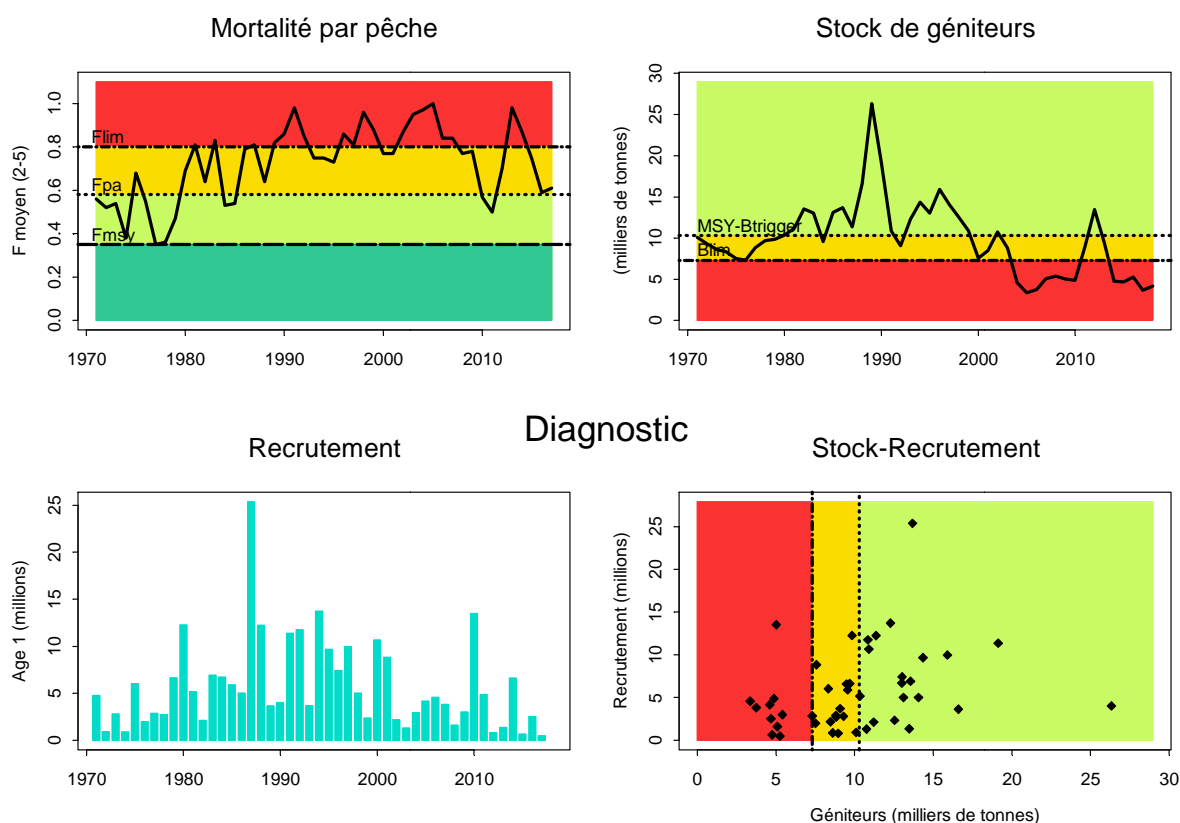 Mortalité par pêche
F moyen (2-5)
0.0 0.2 0.4 0.6 0.8 1.0
Flim
Fpa
Fmsy
1970 1980 1990 2000 2010
Stock de géniteurs
(milliers de tonnes)
0 5 10 15 20 25 30
MSY-Btrigger
Blim
1970 1980 1990 2000 2010
Diagnostic
Recrutement
Age 1 (millions)
0 5 10 15 20 25
1970 1980 1990 2000 2010
Stock-Recrutement
Recrutement (millions)
0 5 10 15 20 25
0 5 10 15 20 25 30
Géniteurs (milliers de tonnes)